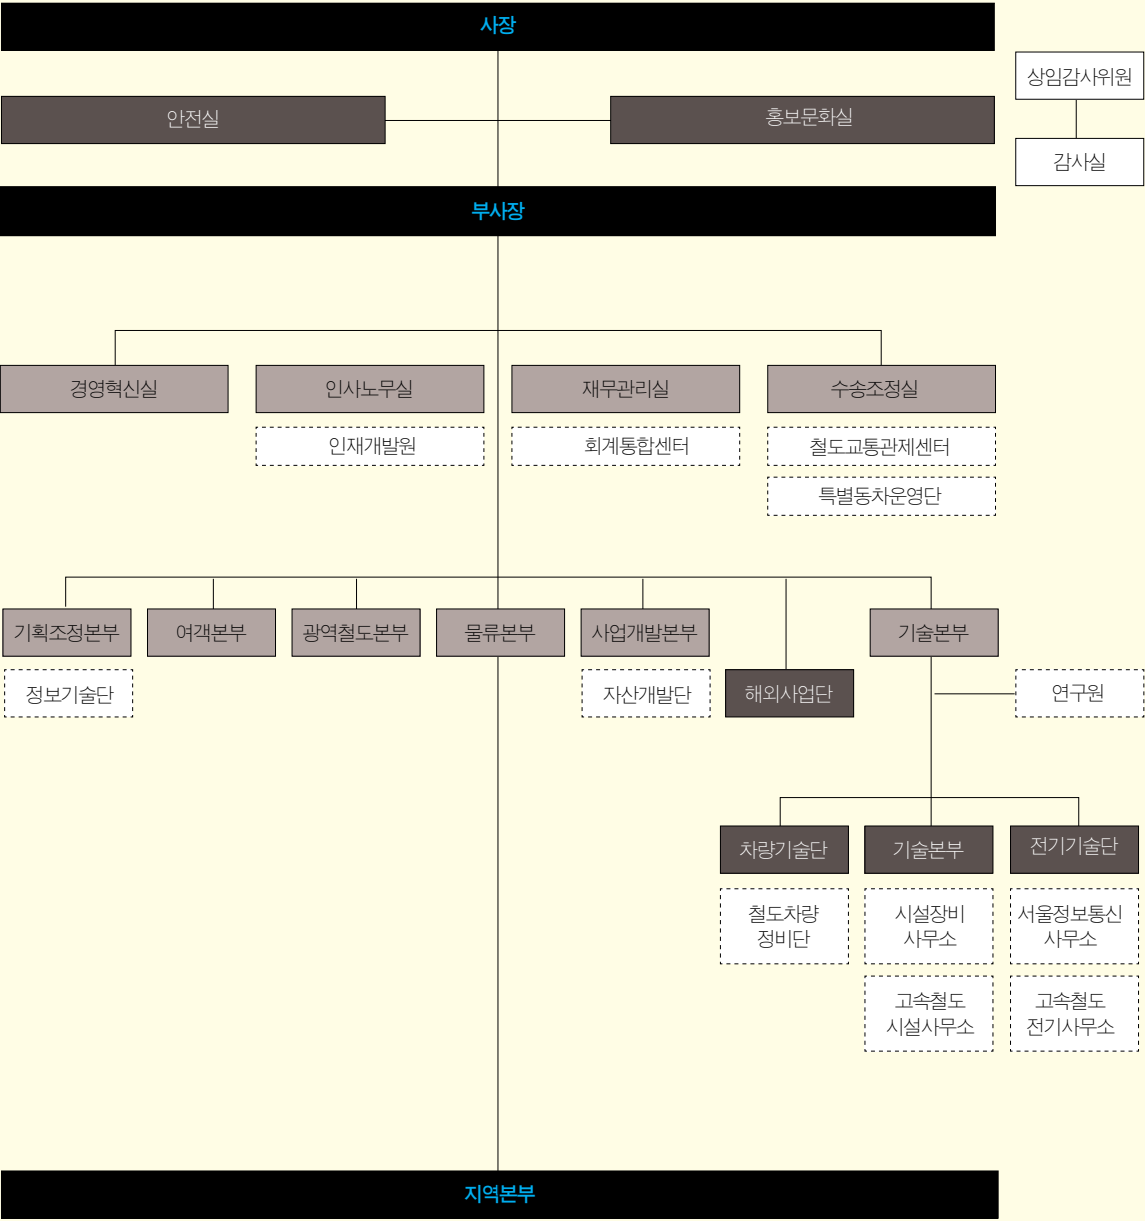 사장
상임감사위원
안전실
홍보문화실
감사실
부사장
경영혁신실
인사노무실
재무관리실
수송조정실
인재개발원
회계통합센터
철도교통관제센터
특별동차운영단
기획조정본부
여객본부
광역철도본부
물류본부
사업개발본부
기술본부
정보기술단
자산개발단
해외사업단
연구원
차량기술단
기술본부
전기기술단
철도차량
정비단
시설장비
사무소
서울정보통신
사무소
고속철도
시설사무소
고속철도
전기사무소
지역본부